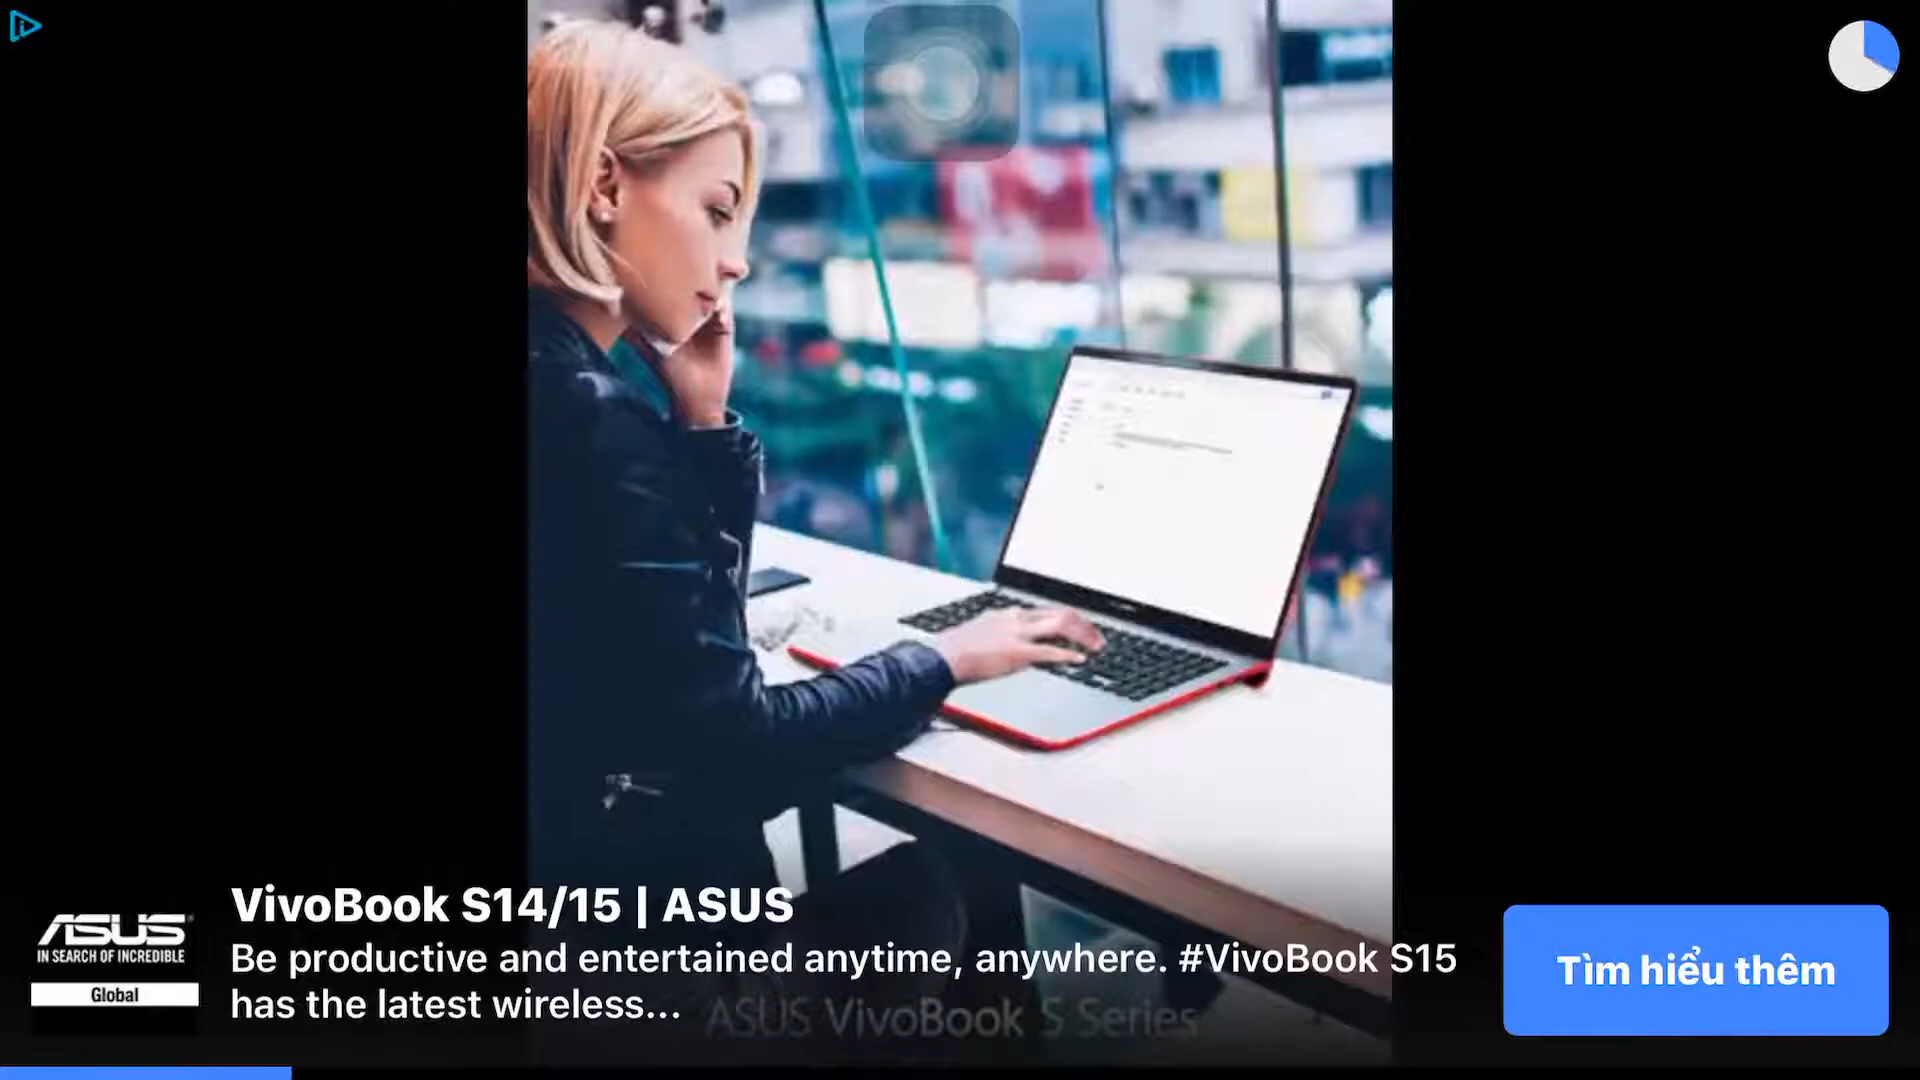 VivoBook S14/15 | ASUS
Be productive and entertained anytime, anywhere. #VivoBook S15
has the latest wireless...
ASUS VivoBook S Series
ASUS
IN SEARCH OF INCREDIBLE
Global
Tìm hiểu thêm